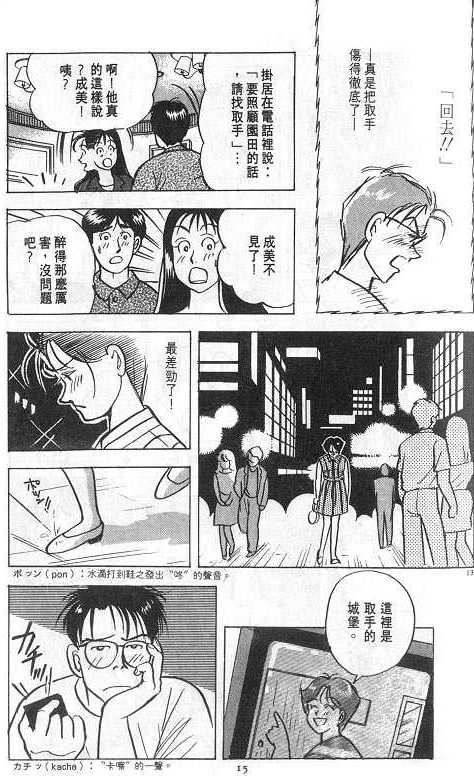 「回去!!」
—真是把取手
傷得徹底了—
掛居在電話裡說：
「要照顧園田的話
，請找取手」…
啊！他真
的這樣說
？成美！
咦？
成美不
見了！
醉得那麼厲
害，沒問題
吧？
最差勁了！
ポッン!!
13
ポッン（pon）：水滴打到鞋之發出〝咚〞的聲音。
這裡是
取手的
城堡。
カチッ
カチッ（kacha）：〝卡嚓〞的一聲。
15